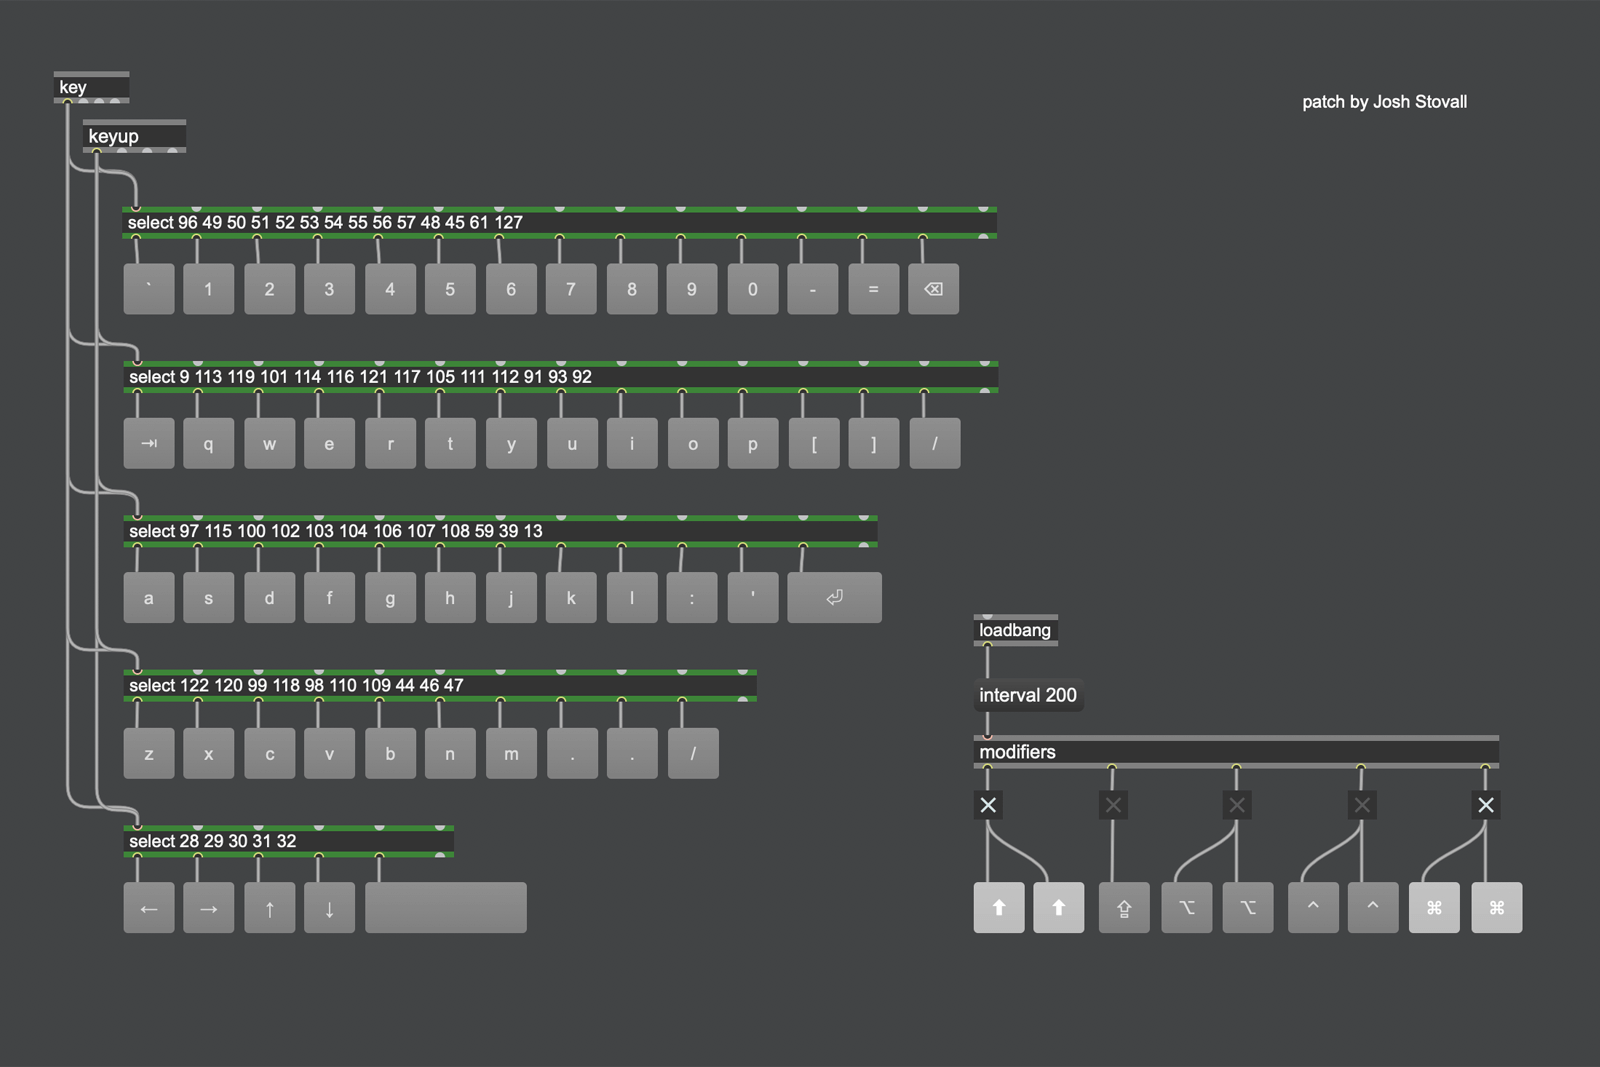 key
patch by Josh Stovall
keyup
select 96 49 50 51 52 53 54 55 56 57 48 45 61 127
` 1 2 3 4 5 6 7 8 9 0 - = ⌫
select 9 113 119 101 114 116 121 117 105 111 112 91 93 92
⇥ q w e r t y u i o p [ ] /
select 97 115 100 102 103 104 106 107 108 59 39 13
a s d f g h j k l : ' ⏎
select 122 120 99 118 98 110 109 44 46 47
z x c v b n m . . /
select 28 29 30 31 32
← → ↑ ↓
loadbang
interval 200
modifiers
⬆ ⬆ ⇪ ⌥ ⌥ ^ ^ ⌘ ⌘